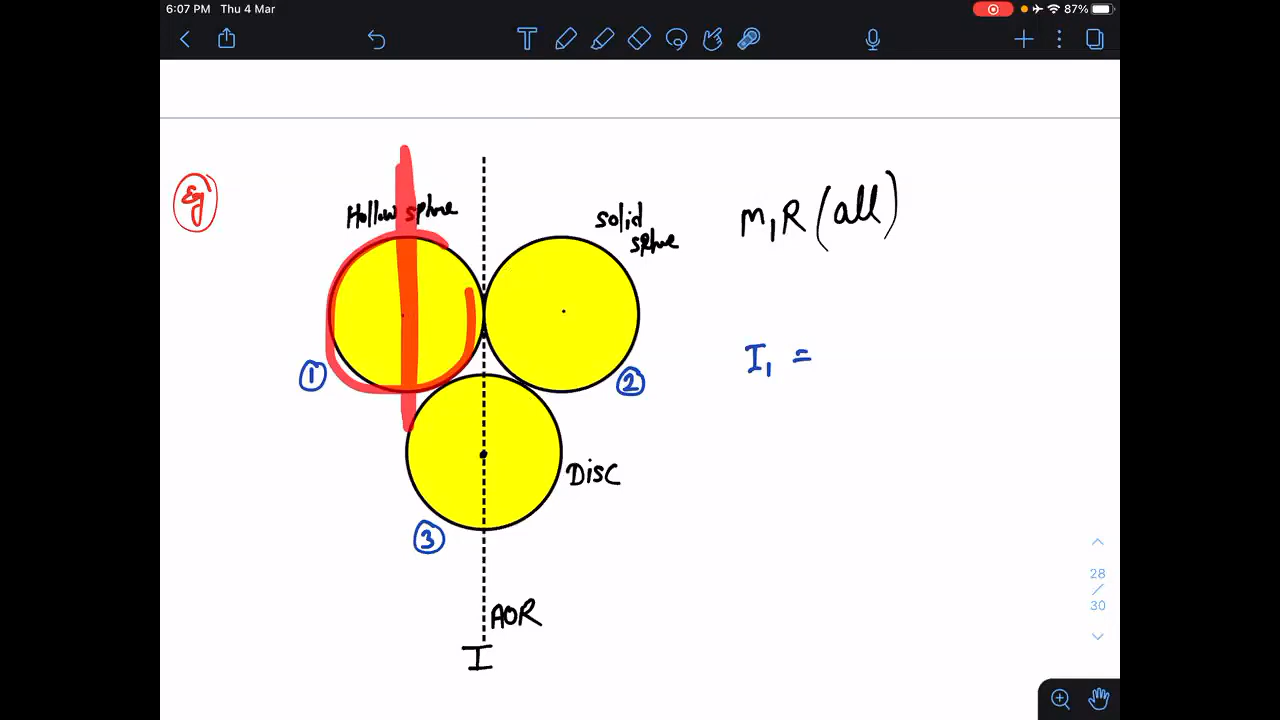 6:07 PM Thu 4 Mar
87%
T
Eg
Hollow sphere
solid
sphere
M,R (all)
I₁ =
①
②
DISC
③
28
30
AOR
I